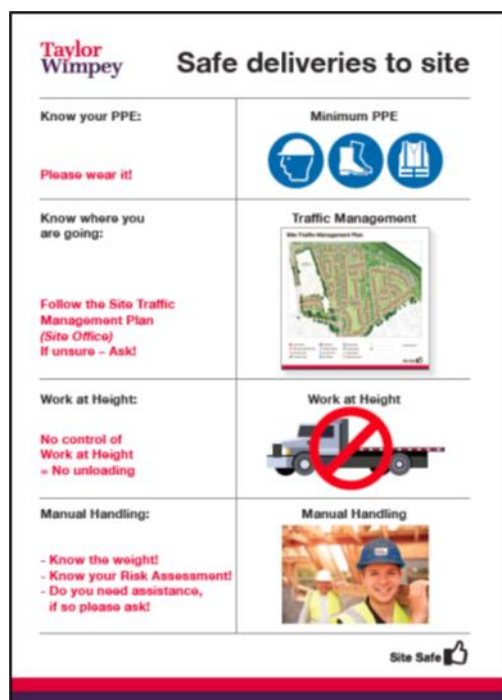 Taylor
Wimpey
Safe deliveries to site
Know your PPE:
Minimum PPE
Please wear it!
Know where you
are going:
Traffic Management
Site Traffic Management Plan
Follow the Site Traffic
Management Plan
(Site Office)
If unsure – Ask!
Work at Height:
Work at Height
No control of
Work at Height
= No unloading
Manual Handling:
Manual Handling
- Know the weight!
- Know your Risk Assessment!
- Do you need assistance,
if so please ask!
Site Safe